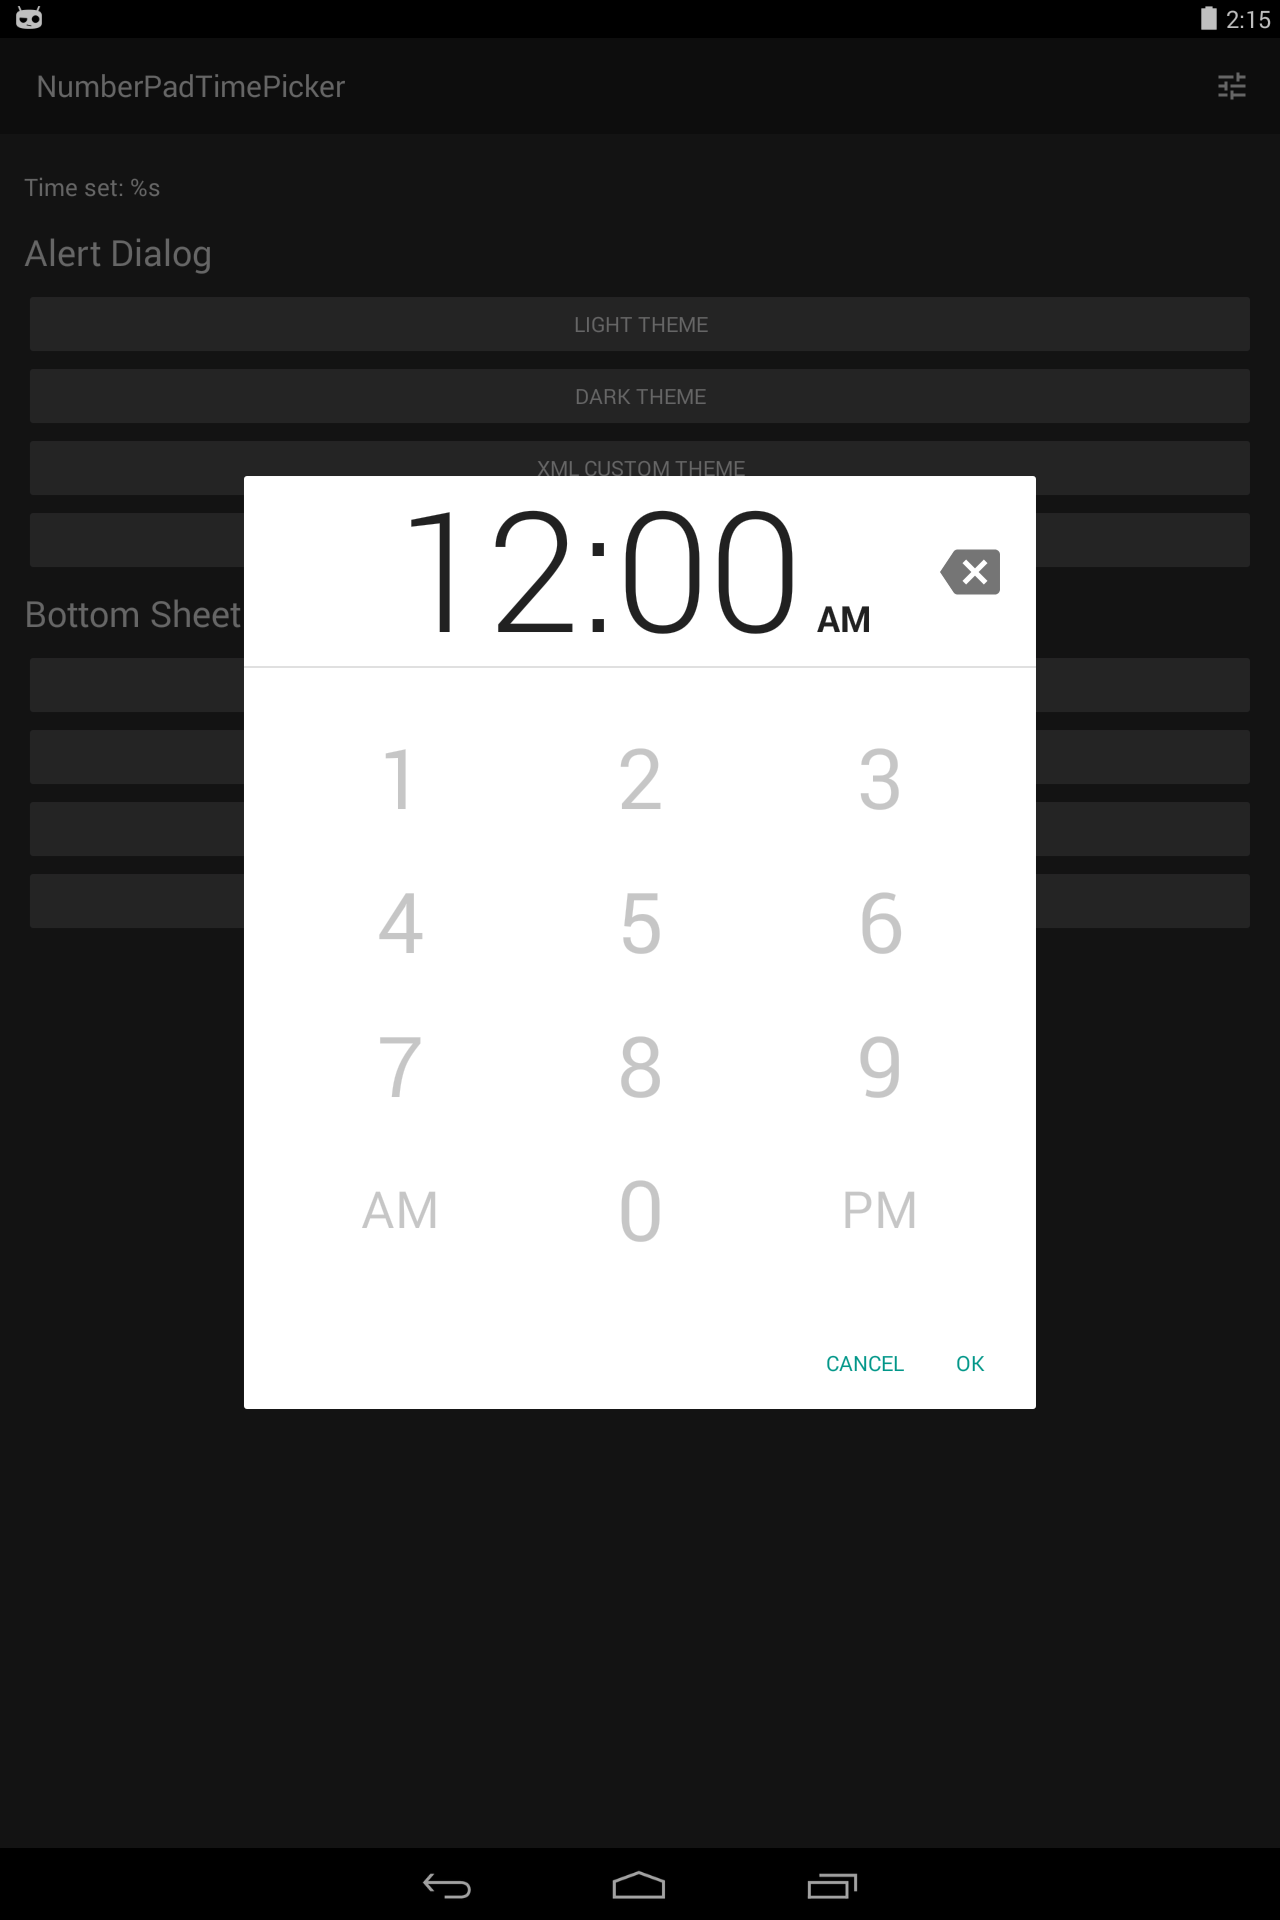 2:15
NumberPadTimePicker
Time set: %s
Alert Dialog
LIGHT THEME
DARK THEME
XML CUSTOM THEME
12:00 AM
Bottom Sheet
1 2 3
4 5 6
7 8 9
AM 0 PM
CANCEL OK